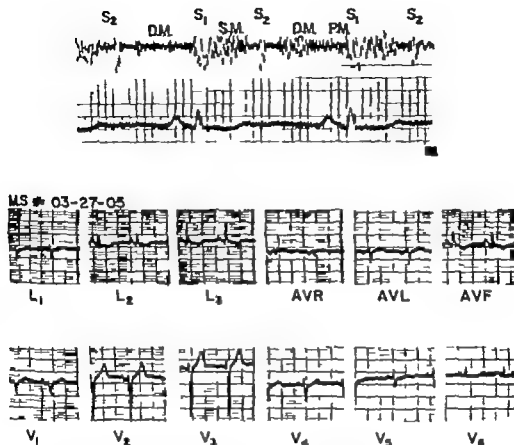 S₂ D.M. S₁ S.M. S₂ D.M. P.M. S₁ S₂
M.S # 03-27-05
L₁ L₂ L₃ AVR AVL AVF
V₁ V₂ V₃ V₄ V₅ V₆